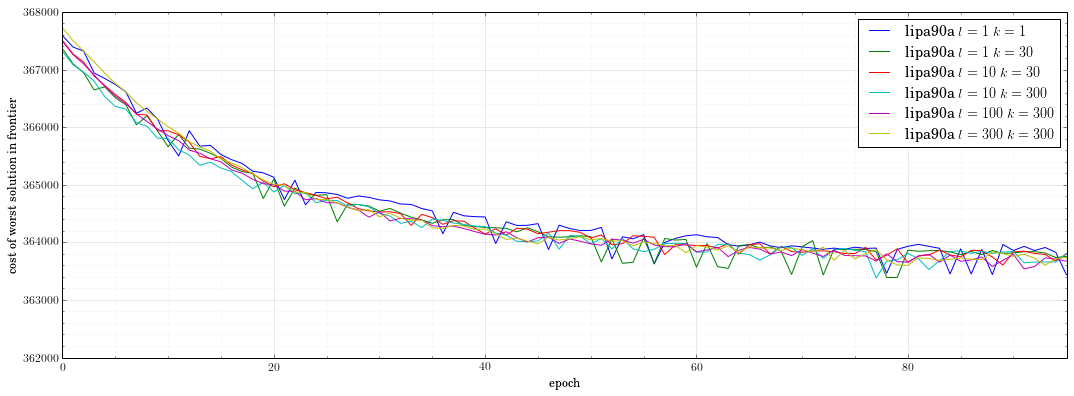 368000
367000
366000
365000
364000
363000
362000
cost of worst solution in frontier
0 20 40 60 80
epoch
lipa90a l = 1 k = 1
lipa90a l = 1 k = 30
lipa90a l = 10 k = 30
lipa90a l = 10 k = 300
lipa90a l = 100 k = 300
lipa90a l = 300 k = 300